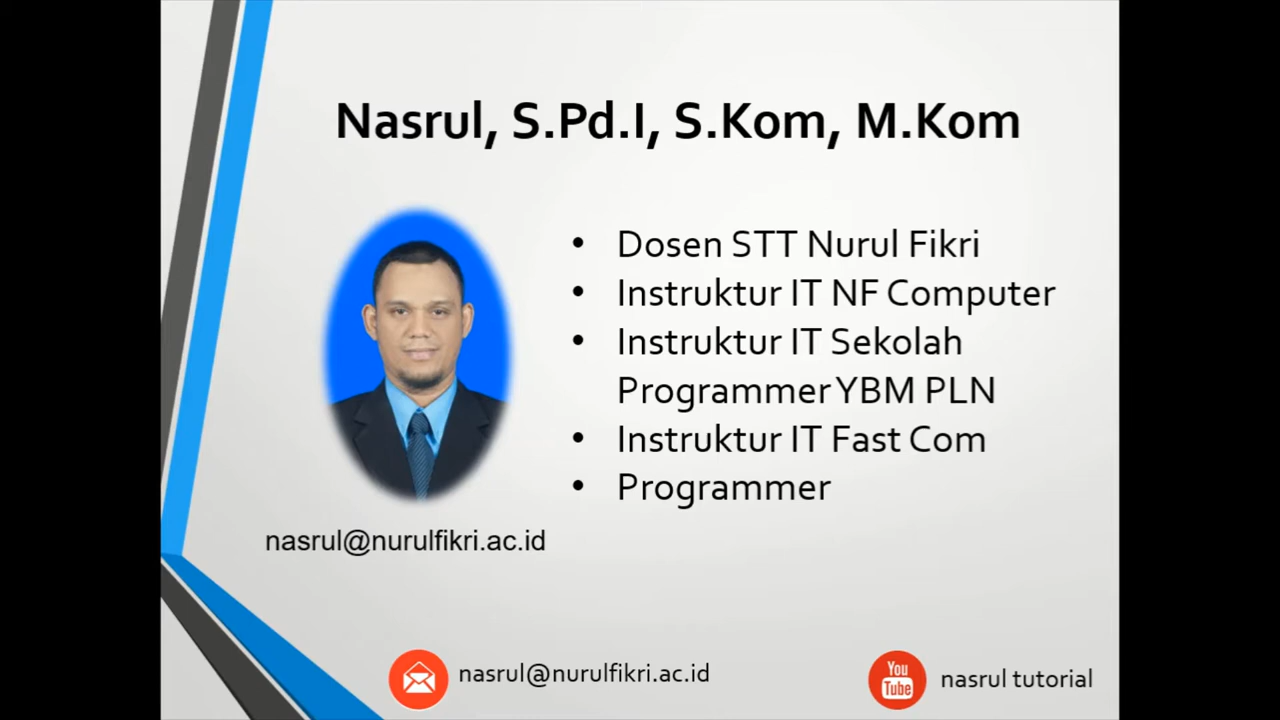 Nasrul, S.Pd.I, S.Kom, M.Kom
• Dosen STT Nurul Fikri
• Instruktur IT NF Computer
• Instruktur IT Sekolah
Programmer YBM PLN
• Instruktur IT Fast Com
• Programmer
nasrul@nurulfikri.ac.id
nasrul@nurulfikri.ac.id
You
Tube
nasrul tutorial